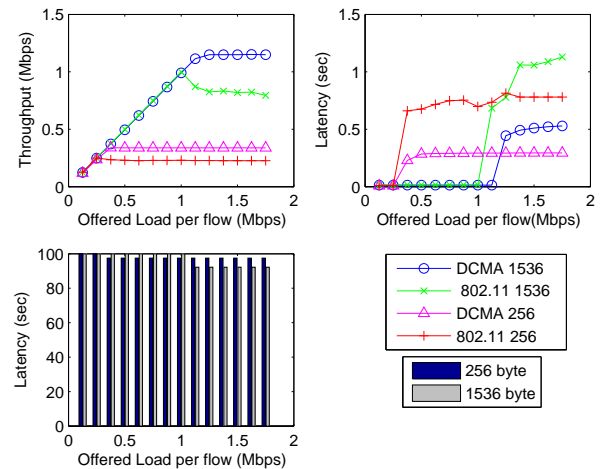 Throughput (Mbps)
1.5
1
0.5
0
0 0.5 1 1.5 2
Offered Load per flow (Mbps)
Latency (sec)
1.5
1
0.5
0
0 0.5 1 1.5 2
Offered Load per flow(Mbps)
Latency (sec)
100
80
60
40
20
0
0 0.5 1 1.5 2
Offered Load per flow (Mbps)
DCMA 1536
802.11 1536
DCMA 256
802.11 256
256 byte
1536 byte